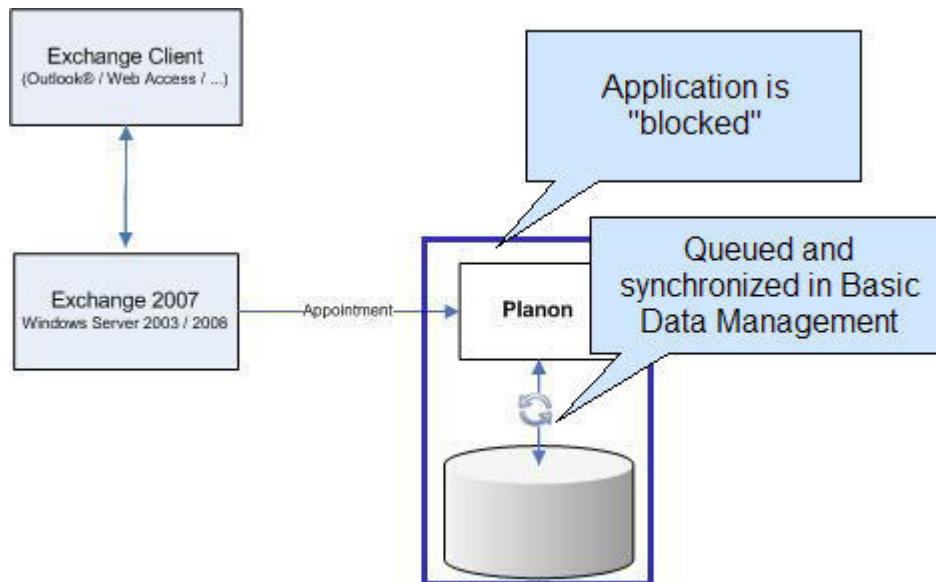 Exchange Client
(Outlook® / Web Access / ...)
Application is
"blocked"
Exchange 2007
Windows Server 2003 / 2008
Appointment
Planon
Queued and
synchronized in Basic
Data Management